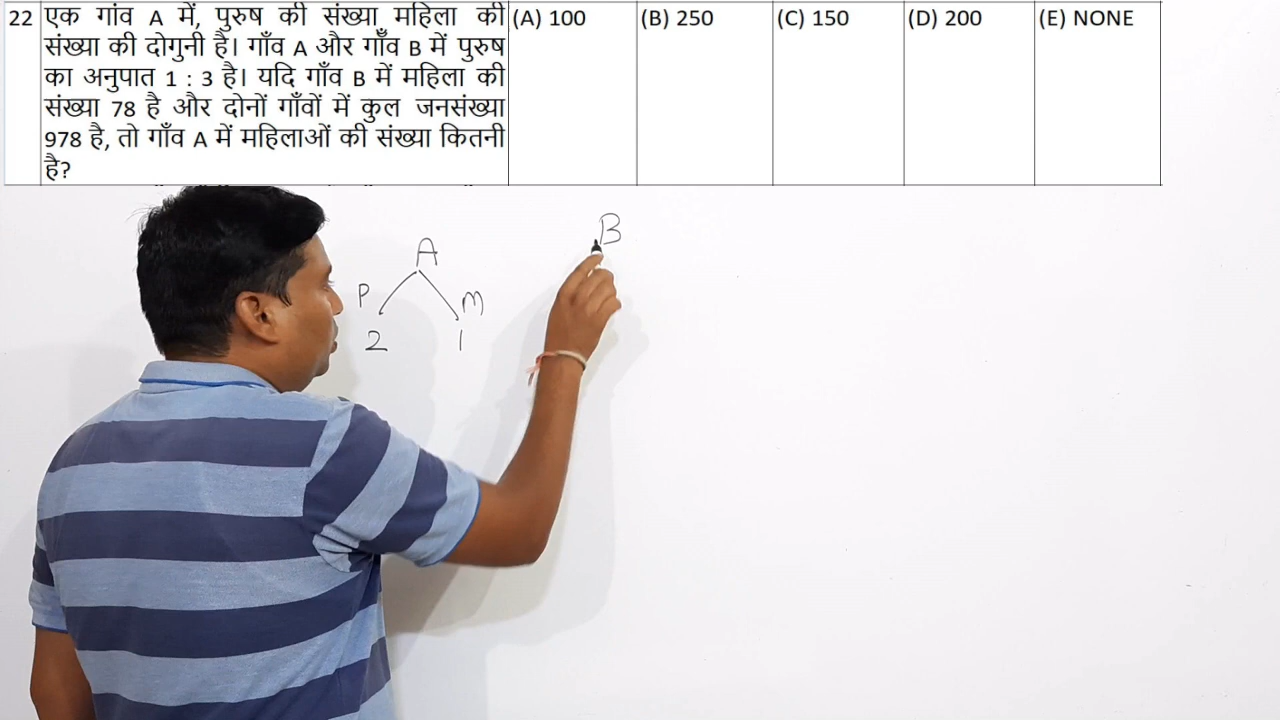 22 एक गांव A में, पुरुष की संख्या महिला की (A) 100 (B) 250 (C) 150 (D) 200 (E) NONE
संख्या की दोगुनी है। गाँव A और गाँव B में पुरुष
का अनुपात 1 : 3 है। यदि गाँव B में महिला की
संख्या 78 है और दोनों गाँवों में कुल जनसंख्या
978 है, तो गाँव A में महिलाओं की संख्या कितनी
है?
A B
P M
2 1